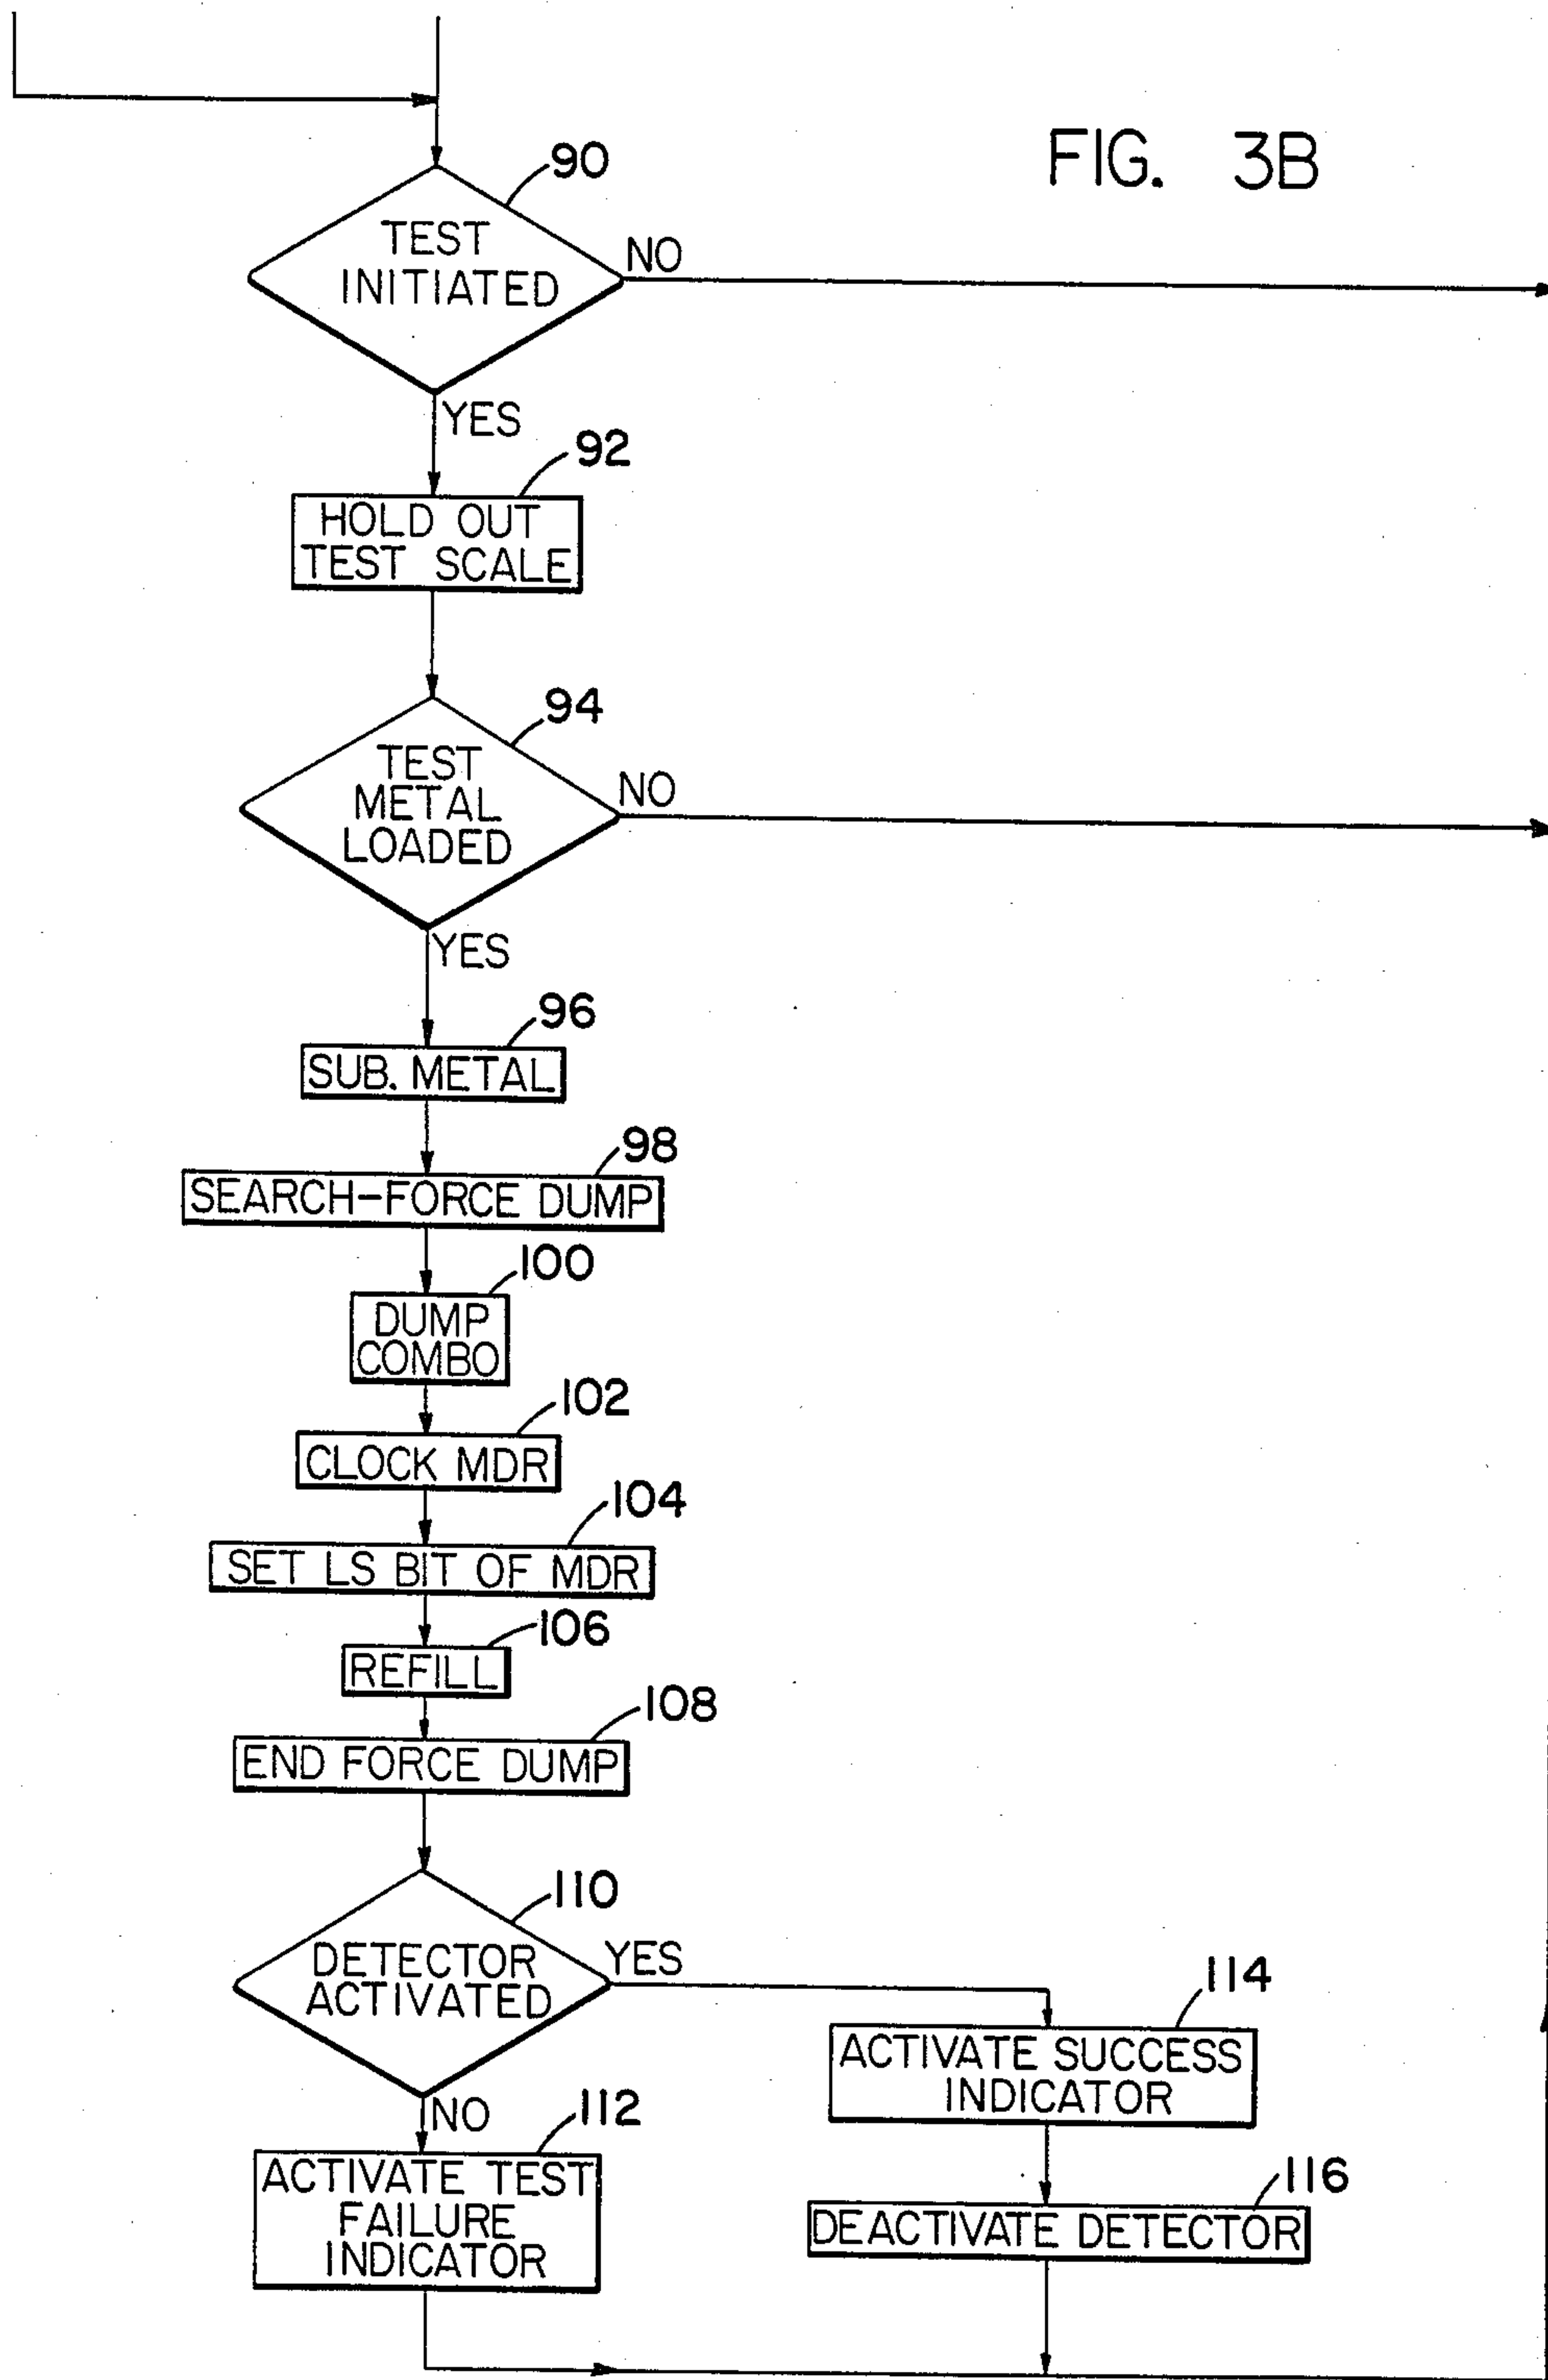 FIG. 3B
90
TEST
INITIATED
NO
YES
92
HOLD OUT
TEST SCALE
94
TEST
METAL
LOADED
NO
YES
96
SUB. METAL
98
SEARCH-FORCE DUMP
100
DUMP
COMBO
102
CLOCK MDR
104
SET LS BIT OF MDR
106
REFILL
108
END FORCE DUMP
110
DETECTOR
ACTIVATED
YES
NO
112
ACTIVATE TEST
FAILURE
INDICATOR
114
ACTIVATE SUCCESS
INDICATOR
116
DEACTIVATE DETECTOR